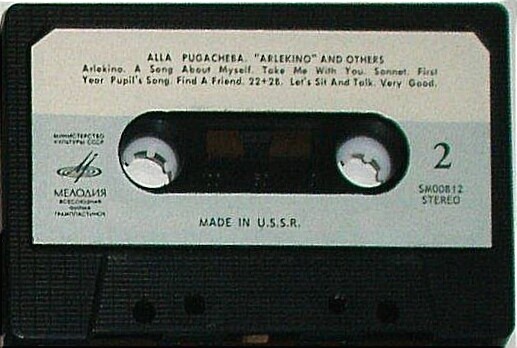 ALLA PUGACHEBA. "ARLEKINO" AND OTHERS
Arlekino. A Song About Myself. Take Me With You. Sonnet. First
Year Pupil's Song. Find A Friend. 22+28. Let's Sit And Talk. Very Good.
МИНИСТЕРСТВО
КУЛЬТУРЫ СССР
МЕЛОДИЯ
ВСЕСОЮЗНАЯ
ФИРМА
ГРАМПЛАСТИНОК
2
SM00812
STEREO
MADE IN U.S.S.R.